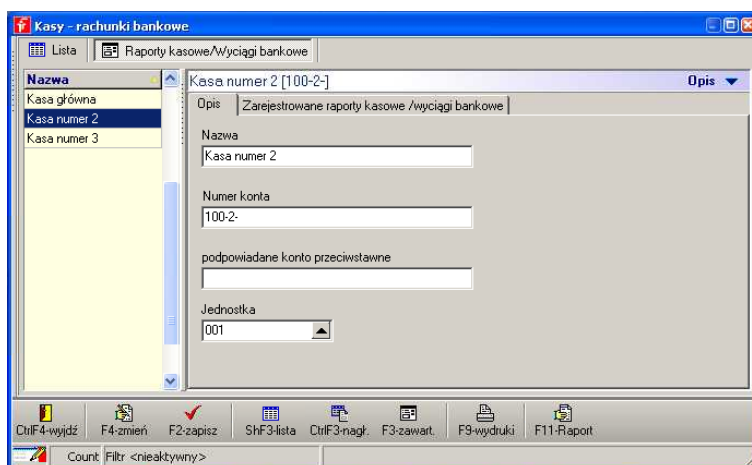 Kasy - rachunki bankowe
Lista Raporty kasowe/Wyciągi bankowe
Nazwa
Kasa główna
Kasa numer 2
Kasa numer 3
Kasa numer 2 [100-2-] Opis
Opis Zarejestrowane raporty kasowe /wyciągi bankowe
Nazwa
Kasa numer 2
Numer konta
100-2-
podpowiadane konto przeciwstawne
Jednostka
001
CtrlF4-wyjdź F4-zmień F2-zapisz ShF3-lista CtrlF3-nagł. F3-zawart. F9-wydruki F11-Raport
Count Filtr <nieaktywny>